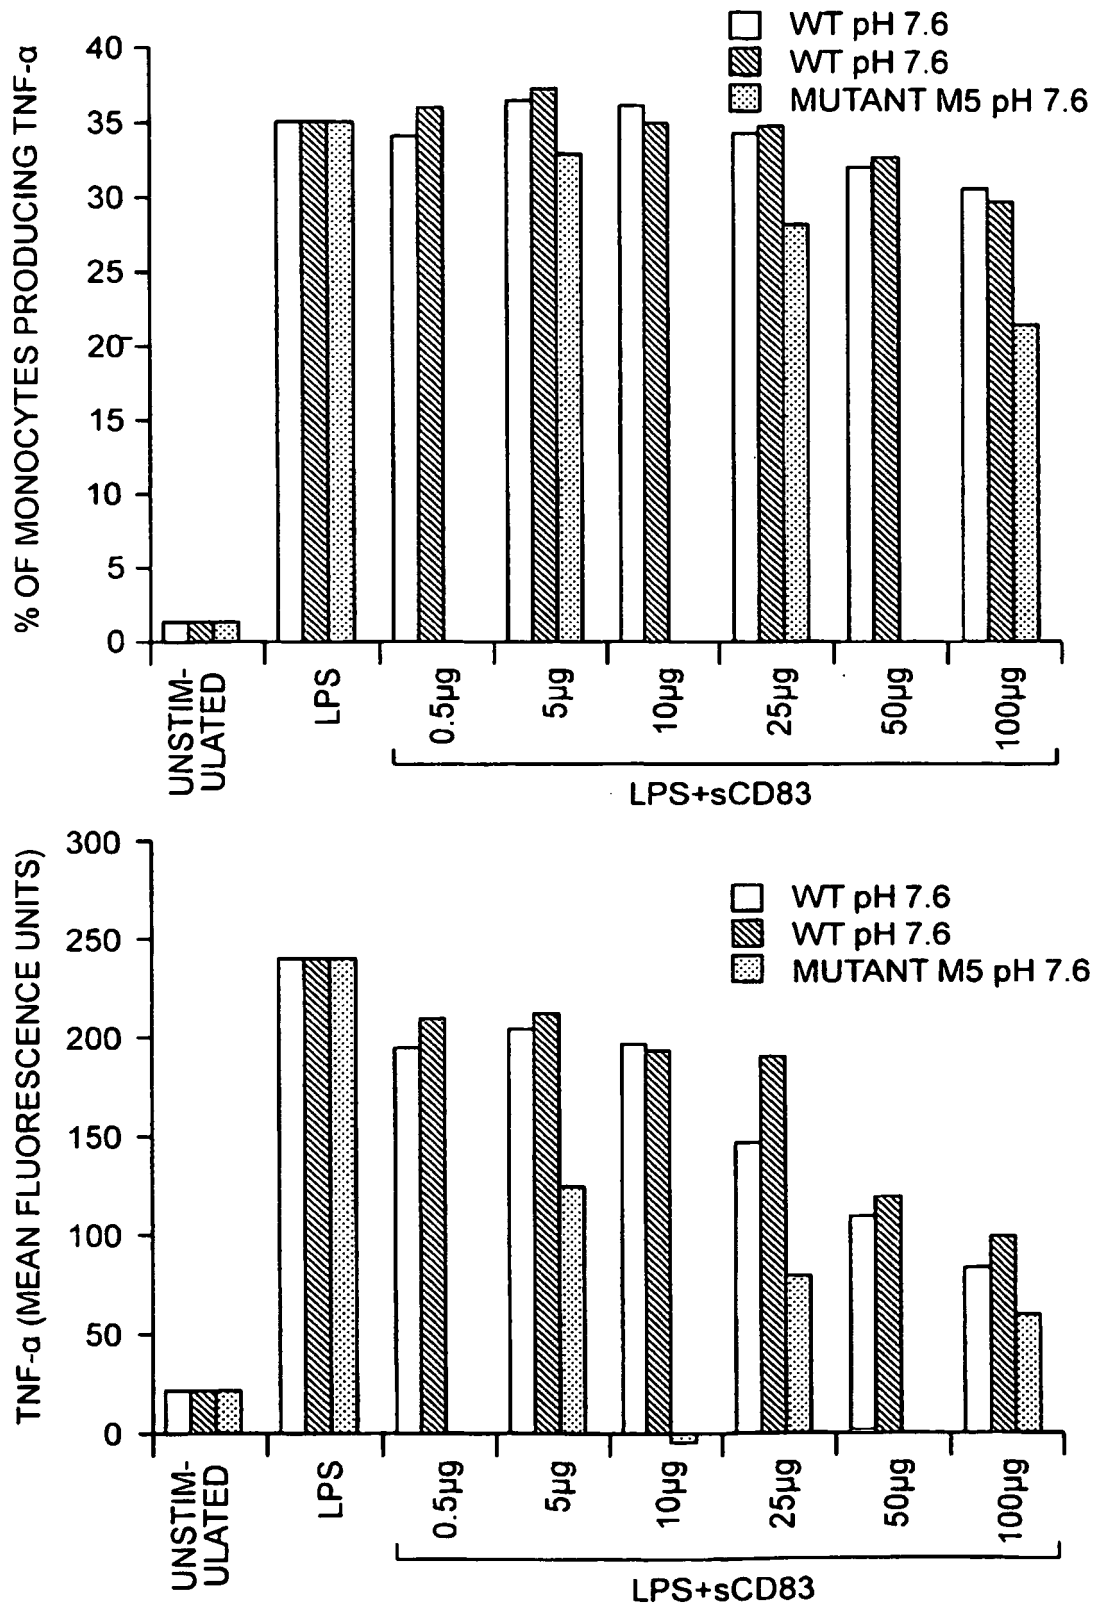 % OF MONOCYTES PRODUCING TNF-α
40
35
30
25
20
15
10
5
0
WT pH 7.6
WT pH 7.6
MUTANT M5 pH 7.6
UNSTIM-
ULATED
LPS
0.5µg
5µg
10µg
25µg
50µg
100µg
LPS+sCD83
TNF-α (MEAN FLUORESCENCE UNITS)
300
250
200
150
100
50
0
WT pH 7.6
WT pH 7.6
MUTANT M5 pH 7.6
UNSTIM-
ULATED
LPS
0.5µg
5µg
10µg
25µg
50µg
100µg
LPS+sCD83